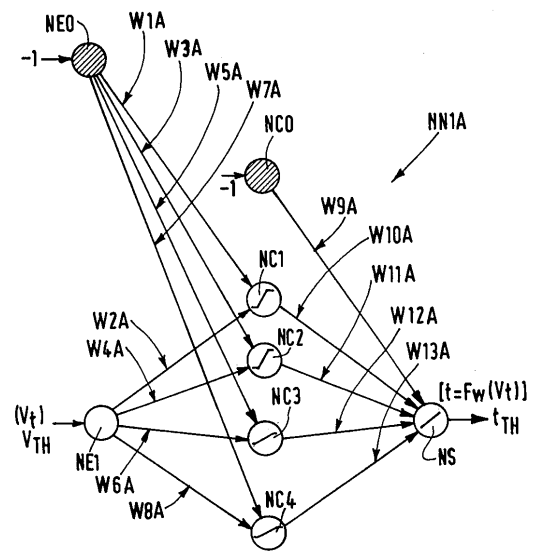 NE0
W1A
W3A
W5A
W7A
-1
NC0
NN1A
-1
W9A
W10A
NC1
W11A
W2A
W12A
W4A
NC2
W13A
[t=Fw(Vt)]
(Vt)
VTH
NC3
tTH
NE1
NS
W6A
W8A
NC4